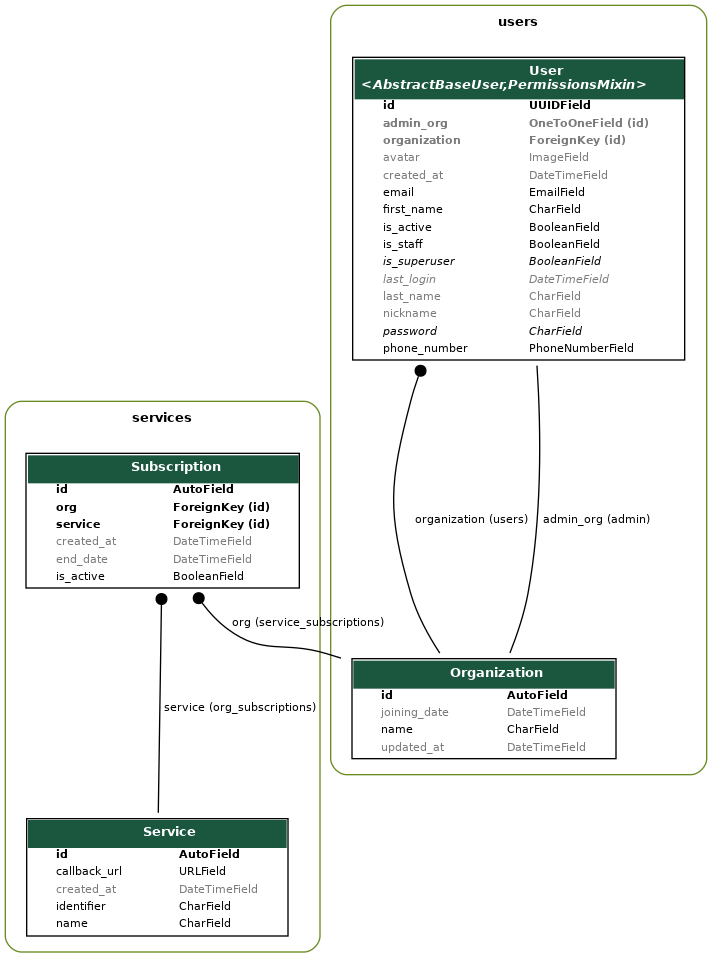 users
User
<AbstractBaseUser,PermissionsMixin>
id UUIDField
admin_org OneToOneField (id)
organization ForeignKey (id)
avatar ImageField
created_at DateTimeField
email EmailField
first_name CharField
is_active BooleanField
is_staff BooleanField
is_superuser BooleanField
last_login DateTimeField
last_name CharField
nickname CharField
password CharField
phone_number PhoneNumberField
services
Subscription
id AutoField
org ForeignKey (id)
service ForeignKey (id)
created_at DateTimeField
end_date DateTimeField
is_active BooleanField
organization (users)
admin_org (admin)
org (service_subscriptions)
Organization
id AutoField
joining_date DateTimeField
name CharField
updated_at DateTimeField
service (org_subscriptions)
Service
id AutoField
callback_url URLField
created_at DateTimeField
identifier CharField
name CharField